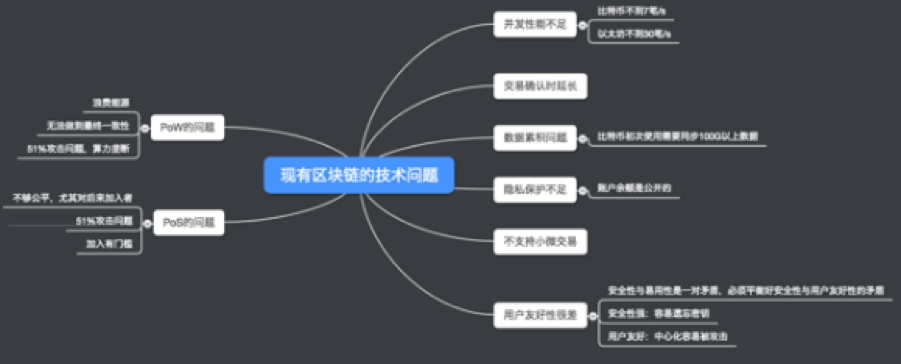 现有区块链的技术问题
并发性能不足
比特币不到7笔/s
以太坊不到30笔/s
交易确认时延长
数据累积问题
比特币初次使用需要同步100G以上数据
隐私保护不足
账户余额是公开的
不支持小微交易
用户友好性很差
安全性与易用性是一对矛盾，必须平衡好安全性与用户友好性的矛盾
安全性强：容易遗忘密钥
用户友好：中心化容易被攻击
PoW的问题
浪费能源
无法做到最终一致性
51%攻击问题，算力垄断
PoS的问题
不够公平，尤其对后来加入者
51%攻击问题
加入有门槛